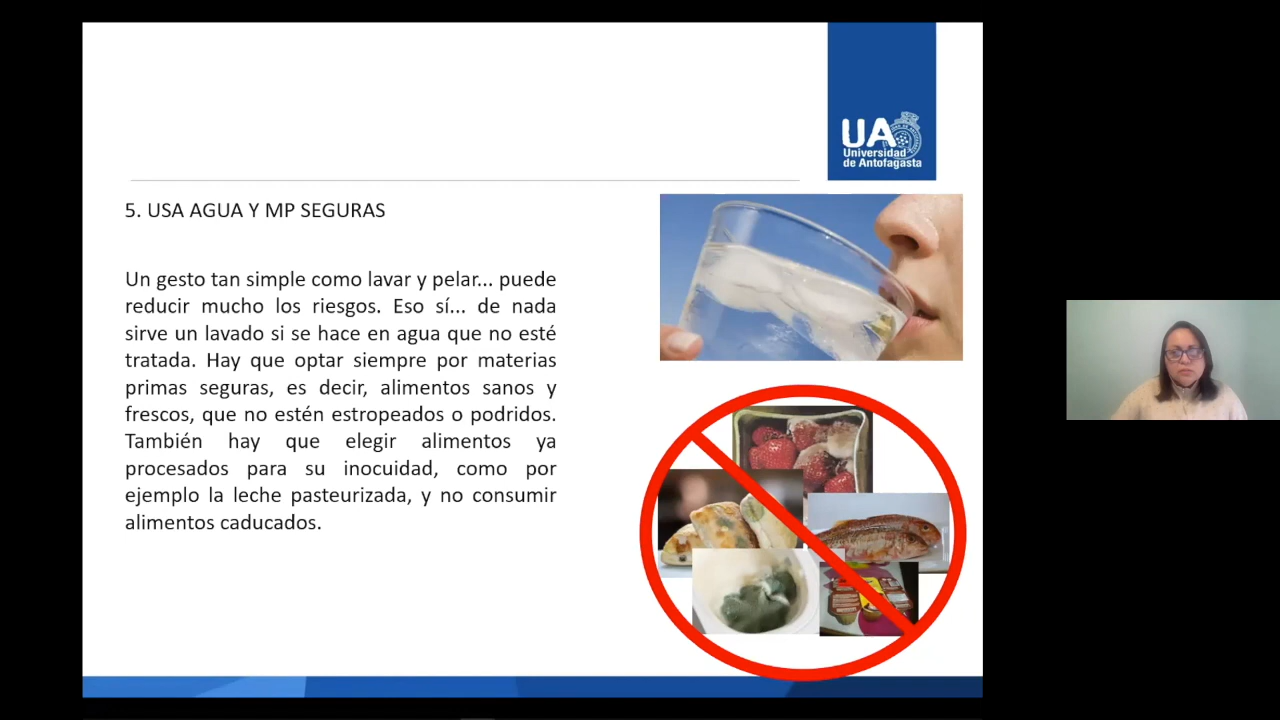 UA
Universidad
de Antofagasta
5. USA AGUA Y MP SEGURAS
Un gesto tan simple como lavar y pelar... puede
reducir mucho los riesgos. Eso sí... de nada
sirve un lavado si se hace en agua que no esté
tratada. Hay que optar siempre por materias
primas seguras, es decir, alimentos sanos y
frescos, que no estén estropeados o podridos.
También hay que elegir alimentos ya
procesados para su inocuidad, como por
ejemplo la leche pasteurizada, y no consumir
alimentos caducados.